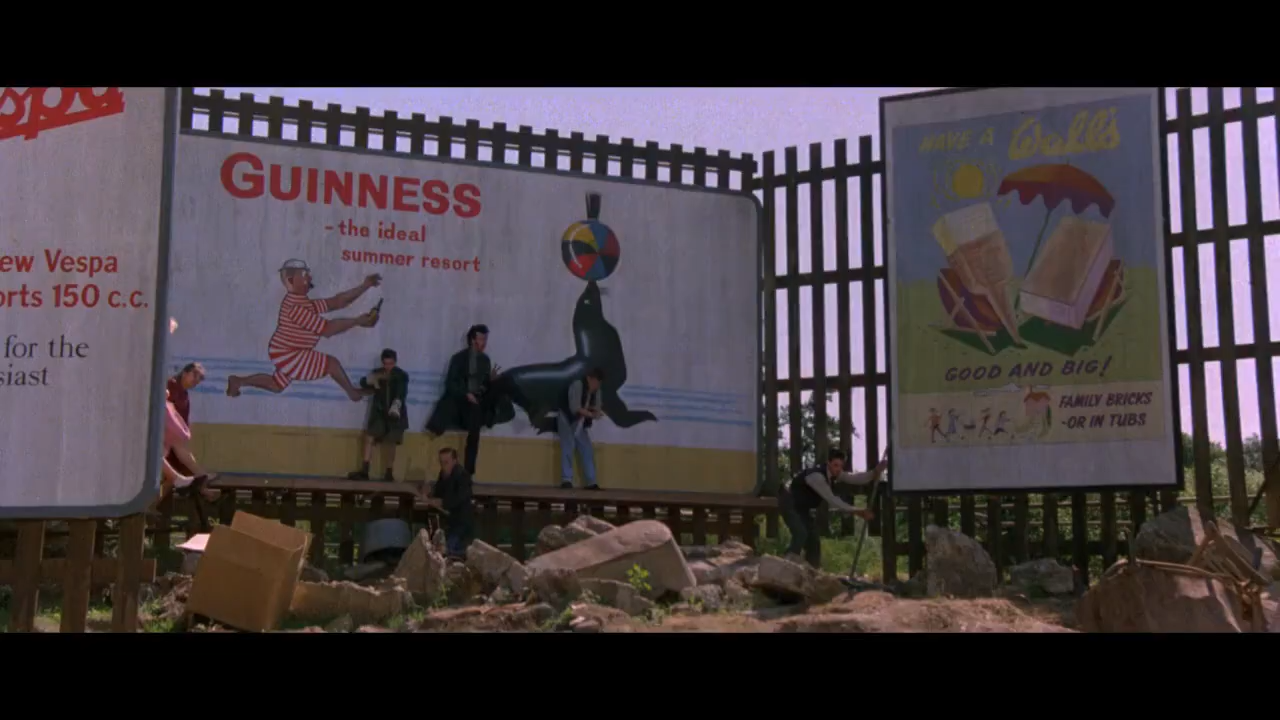 spa
ew Vespa
orts 150 c.c.
for the
siast
GUINNESS
- the ideal
summer resort
HAVE A Wall's
GOOD AND BIG!
FAMILY BRICKS
-OR IN TUBS